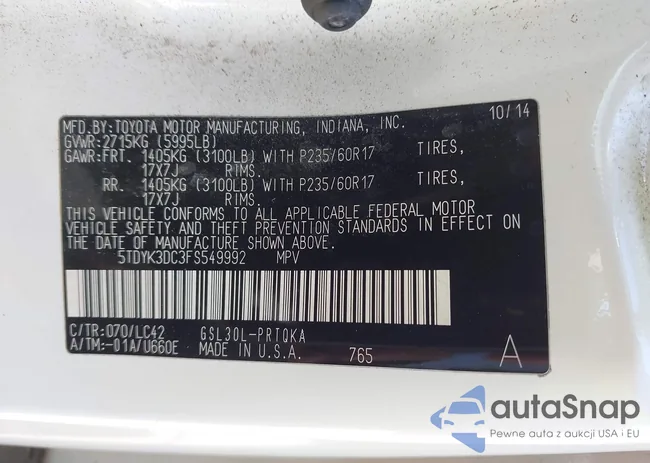 MFD.BY:TOYOTA MOTOR MANUFACTURING, INDIANA, INC. 10/14
GVWR:2715KG (5995LB)
GAWR:FRT. 1405KG (3100LB) WITH P235/60R17 TIRES,
17X7J RIMS.
RR. 1405KG (3100LB) WITH P235/60R17 TIRES,
17X7J RIMS.
THIS VEHICLE CONFORMS TO ALL APPLICABLE FEDERAL MOTOR
VEHICLE SAFETY AND THEFT PREVENTION STANDARDS IN EFFECT ON
THE DATE OF MANUFACTURE SHOWN ABOVE.
5TDYK3DC3FS549992 MPV
C/TR:070/LC42 GSL30L-PRTQKA
A/TM:-01A/U660E MADE IN U.S.A. 765 A
autaSnap
Pewne auta z aukcji USA i EU